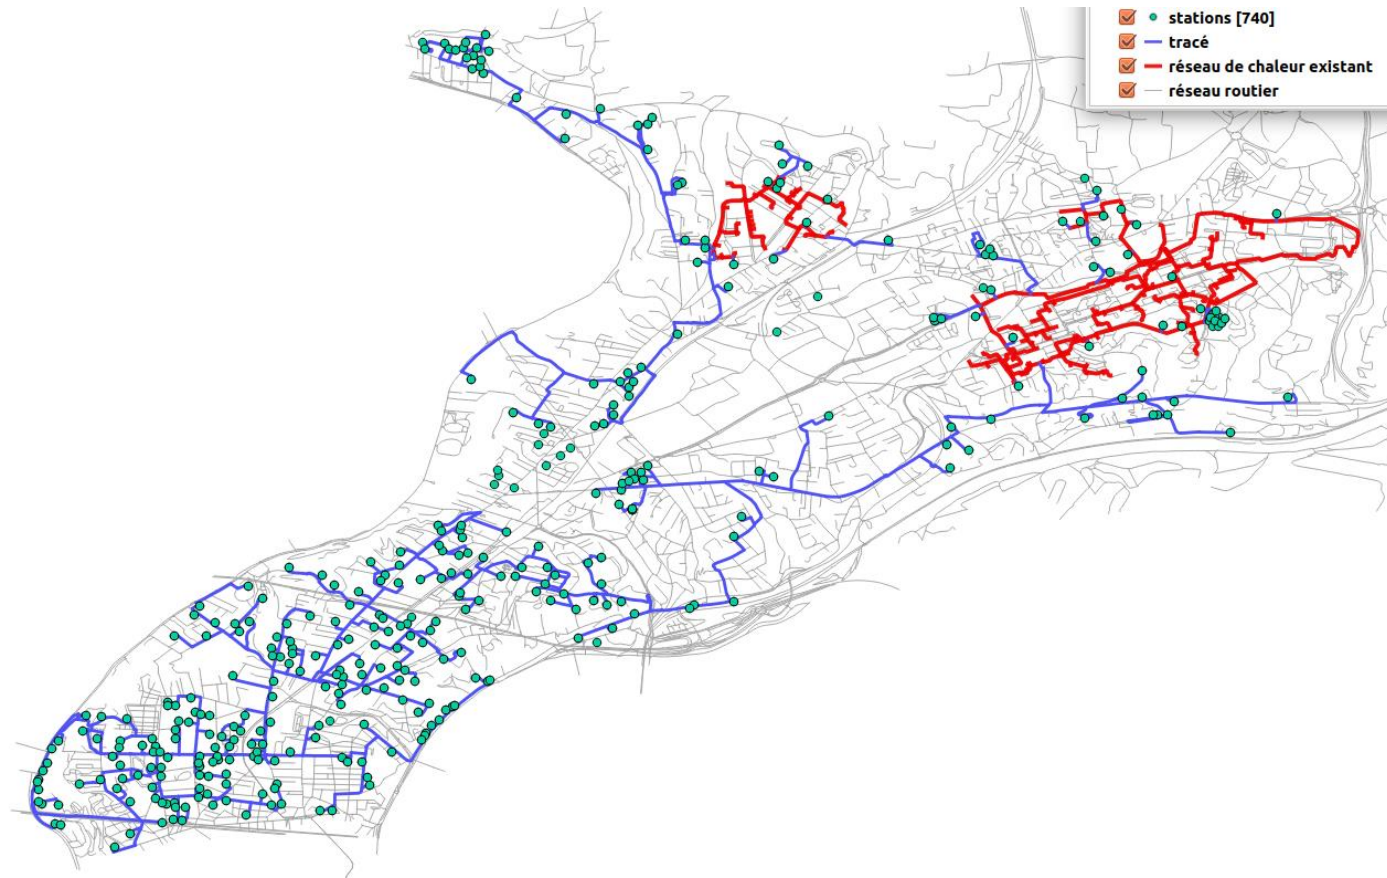 stations [740]
tracé
réseau de chaleur existant
réseau routier